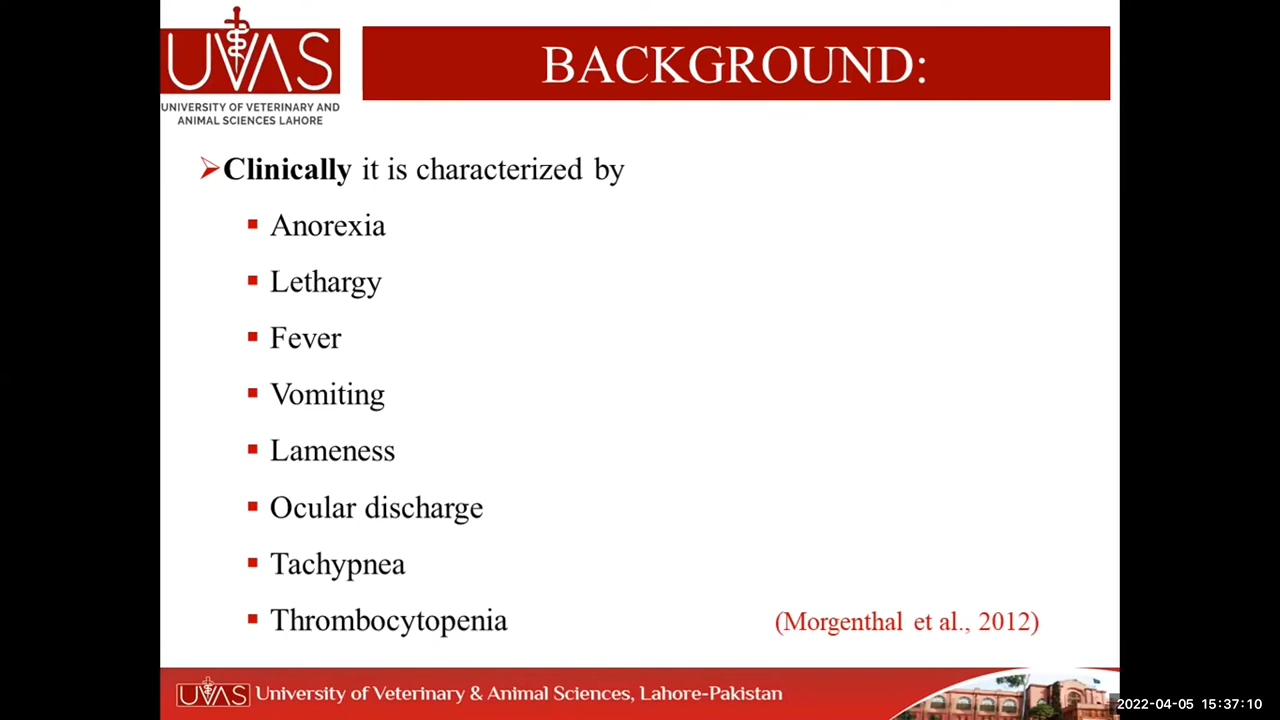 UVAS
UNIVERSITY OF VETERINARY AND
ANIMAL SCIENCES LAHORE
BACKGROUND:
Clinically it is characterized by
Anorexia
Lethargy
Fever
Vomiting
Lameness
Ocular discharge
Tachypnea
Thrombocytopenia
(Morgenthal et al., 2012)
UVAS University of Veterinary & Animal Sciences, Lahore-Pakistan
2022-04-05 15:37:10